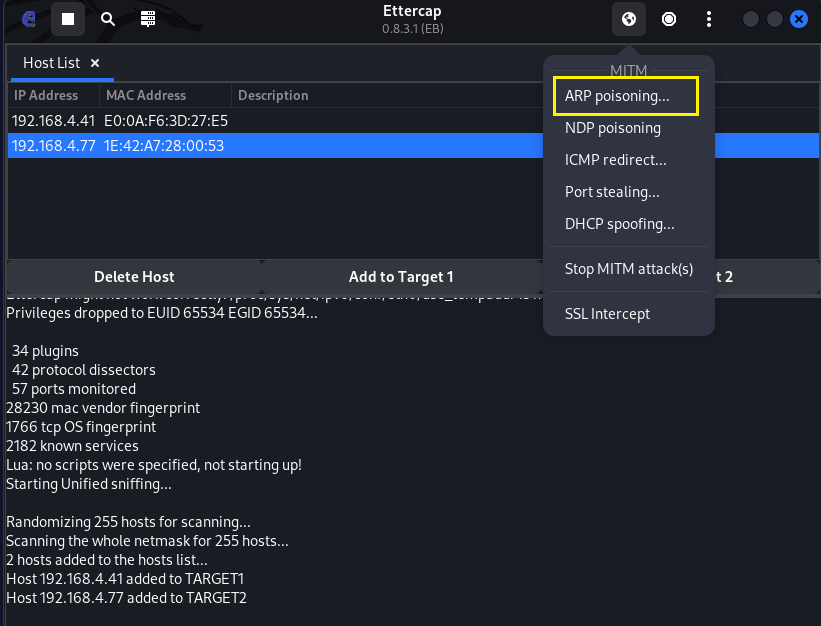 Ettercap
0.8.3.1 (EB)
Host List ×
IP Address MAC Address Description
192.168.4.41 E0:0A:F6:3D:27:E5
192.168.4.77 1E:42:A7:28:00:53
MITM
ARP poisoning...
NDP poisoning
ICMP redirect...
Port stealing...
DHCP spoofing...
Stop MITM attack(s)
SSL Intercept
Delete Host Add to Target 1 t 2
Ettercap might not work correctly.
Privileges dropped to EUID 65534 EGID 65534...
34 plugins
42 protocol dissectors
57 ports monitored
28230 mac vendor fingerprint
1766 tcp OS fingerprint
2182 known services
Lua: no scripts were specified, not starting up!
Starting Unified sniffing...
Randomizing 255 hosts for scanning...
Scanning the whole netmask for 255 hosts...
2 hosts added to the hosts list...
Host 192.168.4.41 added to TARGET1
Host 192.168.4.77 added to TARGET2